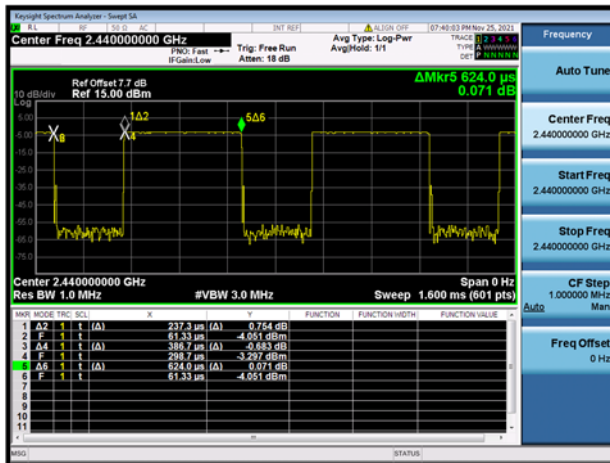 Keysight Spectrum Analyzer - Swept SA
RL RF 50 Ω AC INT REF ALIGN OFF 07:40:03 PM Nov 25, 2021
Center Freq 2.440000000 GHz
PNO: Fast
IFGain:Low
Trig: Free Run
Atten: 18 dB
Avg Type: Log-Pwr
Avg|Hold: 1/1
TRACE 1 2 3 4 5 6
TYPE A W W W W W
DET P N N N N N
Ref Offset 7.7 dB
Ref 15.00 dBm
10 dB/div
Log
ΔMkr5 624.0 µs
0.071 dB
1Δ2
5Δ6
5.00
-5.00
-15.0
-25.0
-35.0
-45.0
-55.0
-65.0
-75.0
4
Center 2.440000000 GHz
Span 0 Hz
Res BW 1.0 MHz
#VBW 3.0 MHz
Sweep 1.600 ms (601 pts)
MKR MODE TRC SCL X Y FUNCTION FUNCTION WIDTH FUNCTION VALUE
1 Δ2 1 t (Δ) 237.3 µs (Δ) 0.754 dB
2 F 1 t 61.33 µs -4.051 dBm
3 Δ4 1 t (Δ) 386.7 µs (Δ) -0.683 dB
4 F 1 t 298.7 µs -3.297 dBm
5 Δ6 1 t (Δ) 624.0 µs (Δ) 0.071 dB
6 F 1 t 61.33 µs -4.051 dBm
7
8
9
10
11
MSG
STATUS
Frequency
Auto Tune
Center Freq
2.440000000 GHz
Start Freq
2.440000000 GHz
Stop Freq
2.440000000 GHz
CF Step
1.000000 MHz
Auto Man
Freq Offset
0 Hz